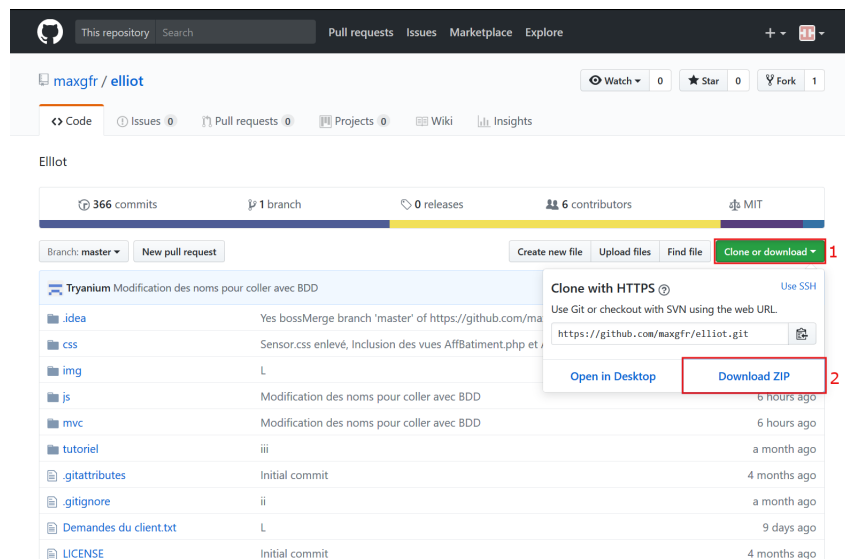 This repository Search Pull requests Issues Marketplace Explore
maxgfr / elliot Watch 0 Star 0 Fork 1
Code Issues 0 Pull requests 0 Projects 0 Wiki Insights
Elllot
366 commits 1 branch 0 releases 6 contributors MIT
Branch: master New pull request Create new file Upload files Find file Clone or download 1
Tryanium Modification des noms pour coller avec BDD
Clone with HTTPS Use SSH
Use Git or checkout with SVN using the web URL.
https://github.com/maxgfr/elliot.git
Open in Desktop Download ZIP 2
.idea Yes bossMerge branch 'master' of https://github.com/ma
css Sensor.css enlevé, Inclusion des vues AffBatiment.php et
img L
js Modification des noms pour coller avec BDD 6 hours ago
mvc Modification des noms pour coller avec BDD 6 hours ago
tutoriel iii a month ago
.gitattributes Initial commit 4 months ago
.gitignore ii a month ago
Demandes du client.txt L 9 days ago
LICENSE Initial commit 4 months ago